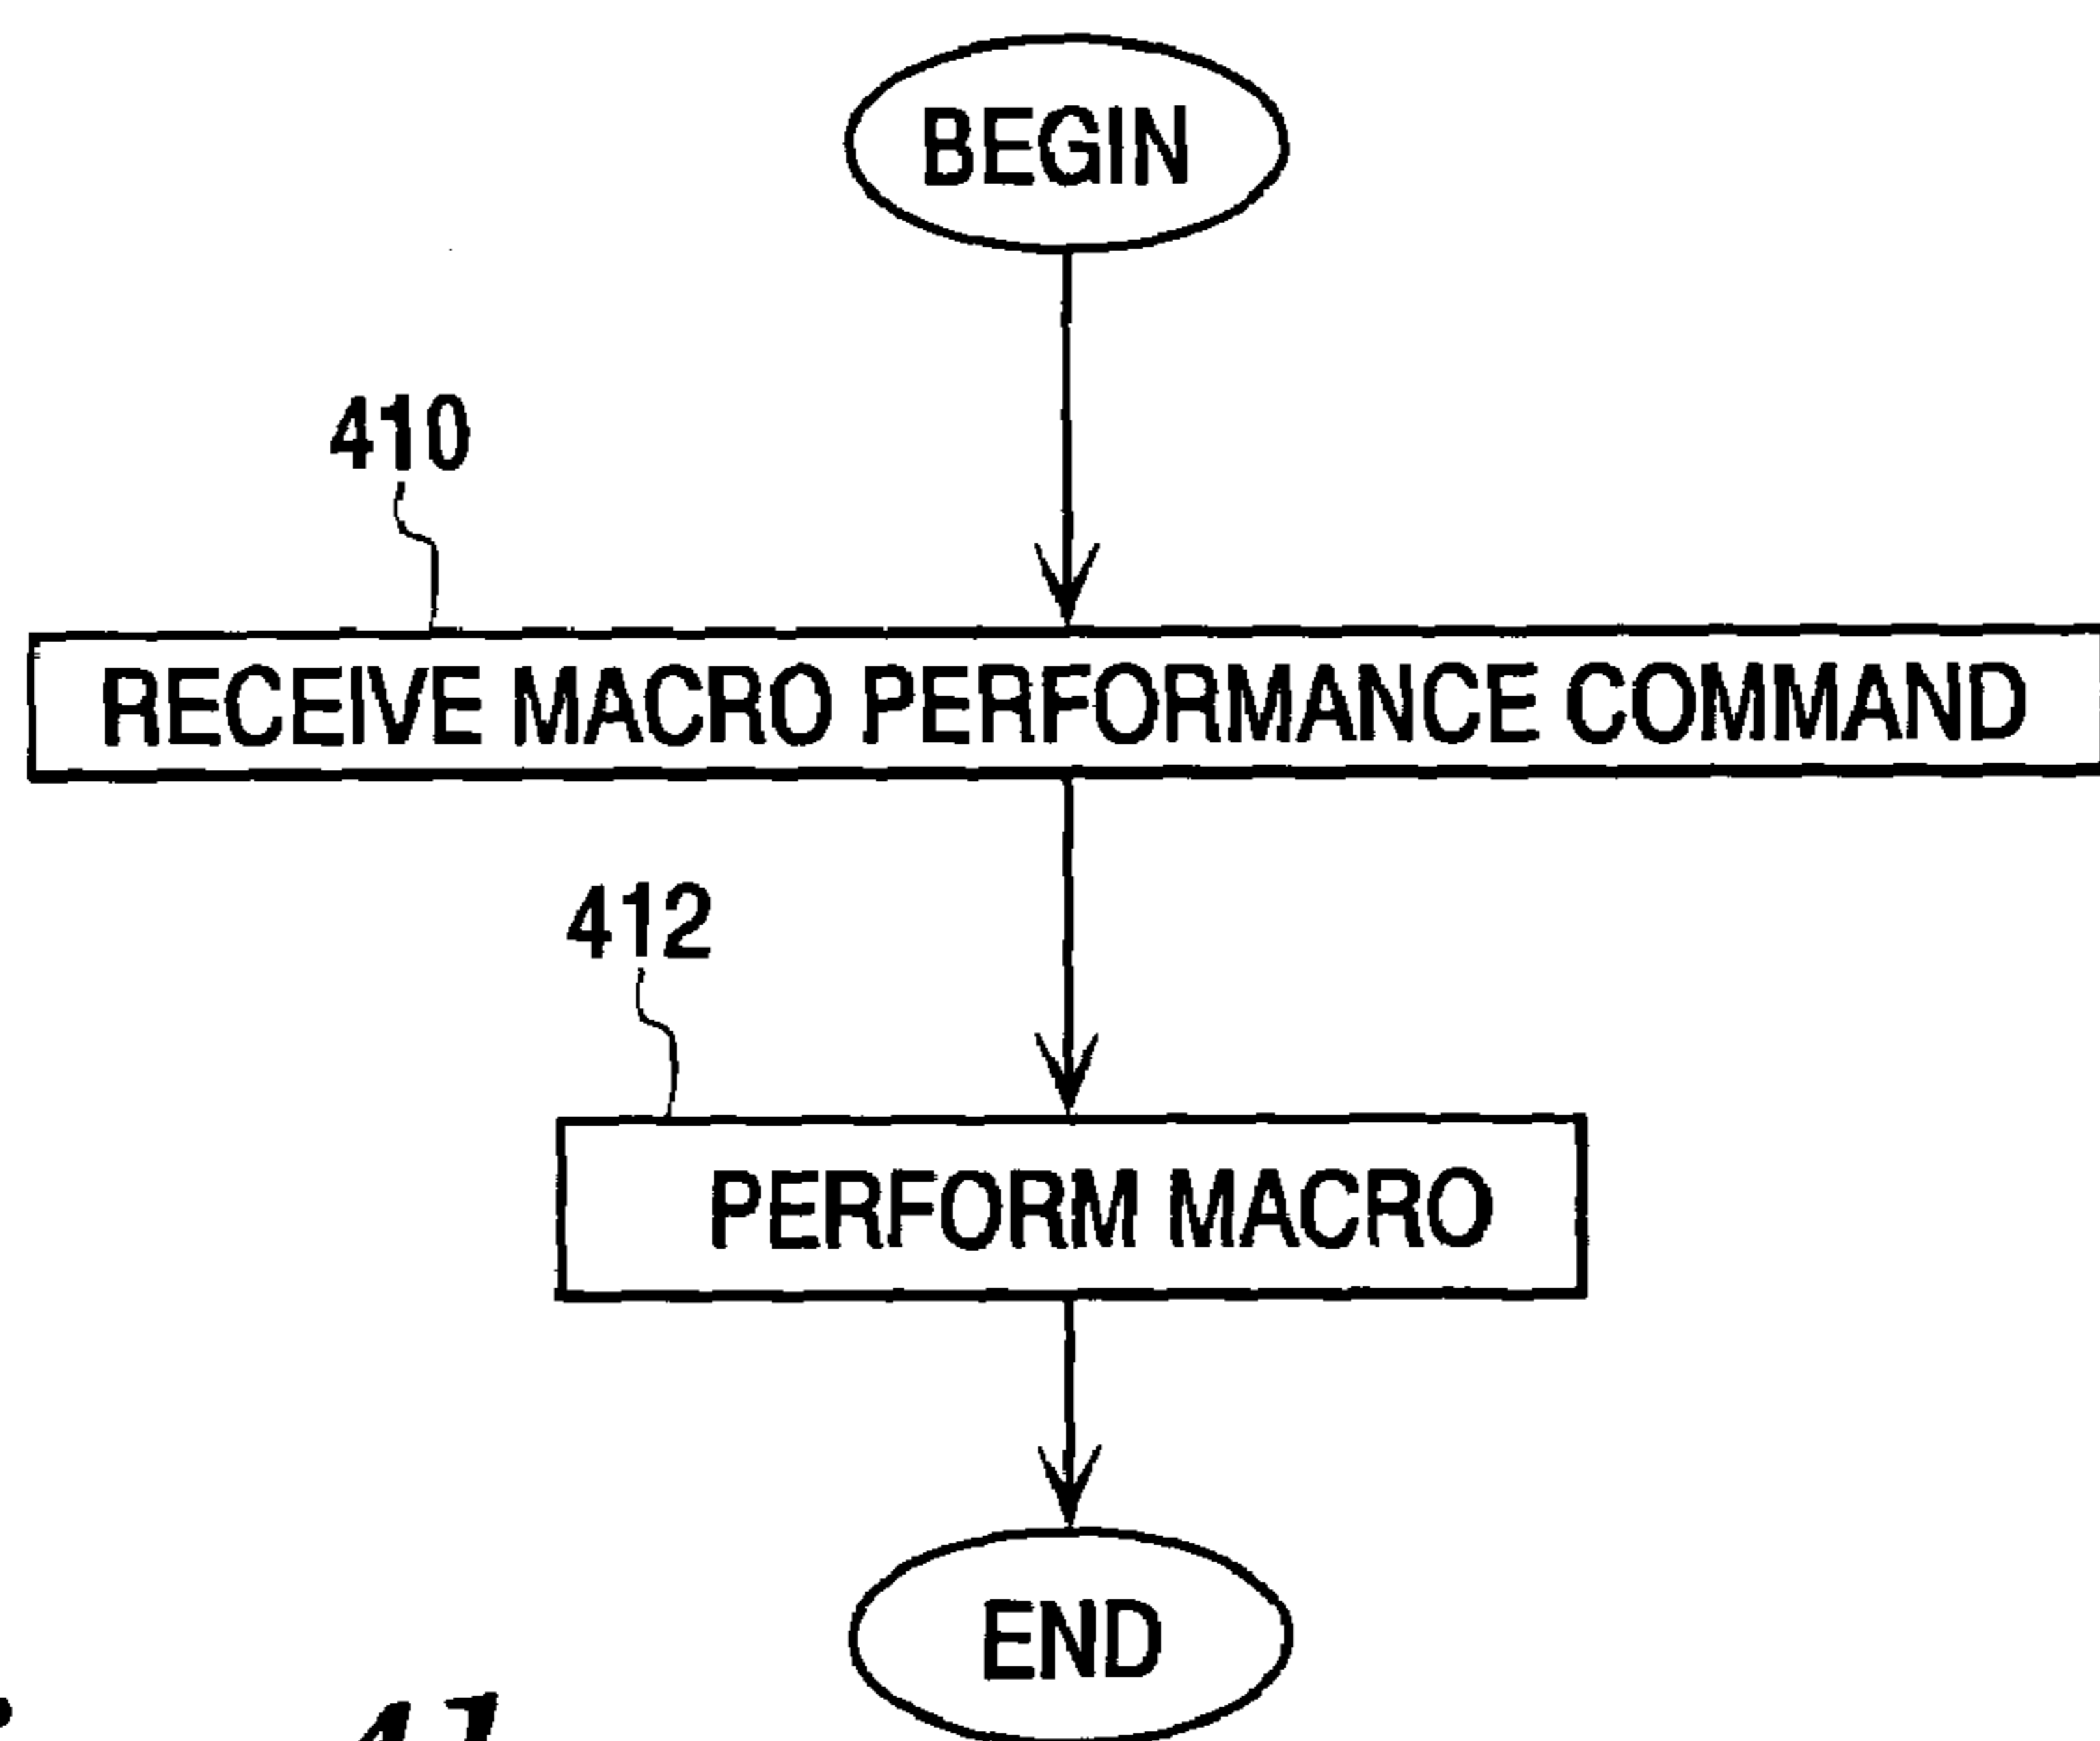 BEGIN
410
RECEIVE MACRO PERFORMANCE COMMAND
412
PERFORM MACRO
END